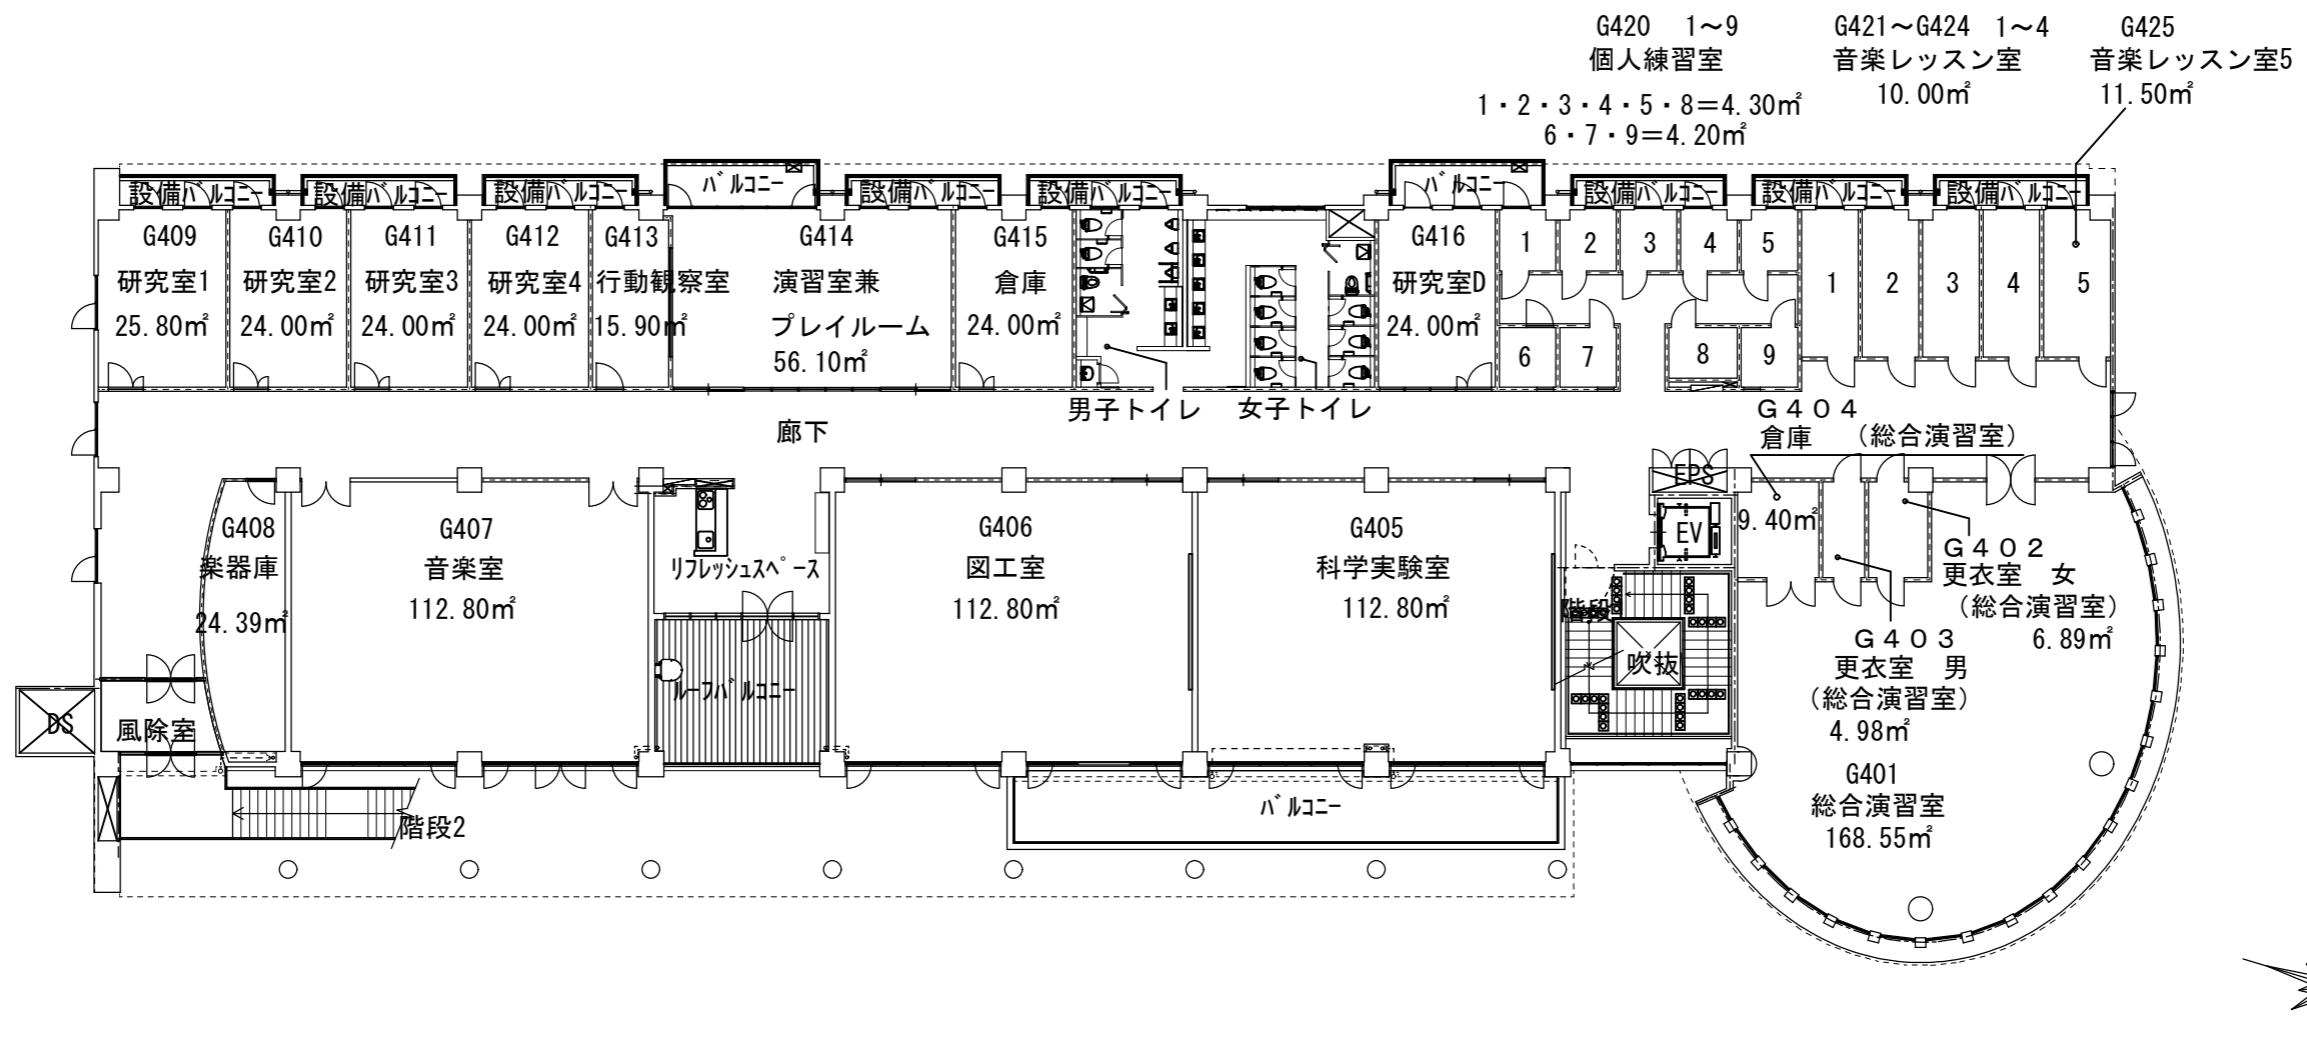 G420　1～9
個人練習室
1・2・3・4・5・8＝4.30㎡
6・7・9＝4.20㎡
G421～G424　1～4
音楽レッスン室
10.00㎡
G425
音楽レッスン室5
11.50㎡
設備バルコニー
設備バルコニー
設備バルコニー
バルコニー
設備バルコニー
設備バルコニー
バルコニー
設備バルコニー
設備バルコニー
設備バルコニー
G409
研究室1
25.80㎡
G410
研究室2
24.00㎡
G411
研究室3
24.00㎡
G412
研究室4
24.00㎡
G413
行動観察室
15.90㎡
G414
演習室兼
プレイルーム
56.10㎡
G415
倉庫
24.00㎡
G416
研究室D
24.00㎡
1
2
3
4
5
6
7
8
9
1
2
3
4
5
男子トイレ
女子トイレ
廊下
G404
倉庫　（総合演習室）
9.40㎡
EPS
EV
G408
楽器庫
24.39㎡
G407
音楽室
112.80㎡
リフレッシュスペース
ルーフバルコニー
G406
図工室
112.80㎡
G405
科学実験室
112.80㎡
階段1
吹抜
G402
更衣室　女
（総合演習室）
6.89㎡
G403
更衣室　男
（総合演習室）
4.98㎡
G401
総合演習室
168.55㎡
DS
風除室
階段2
バルコニー